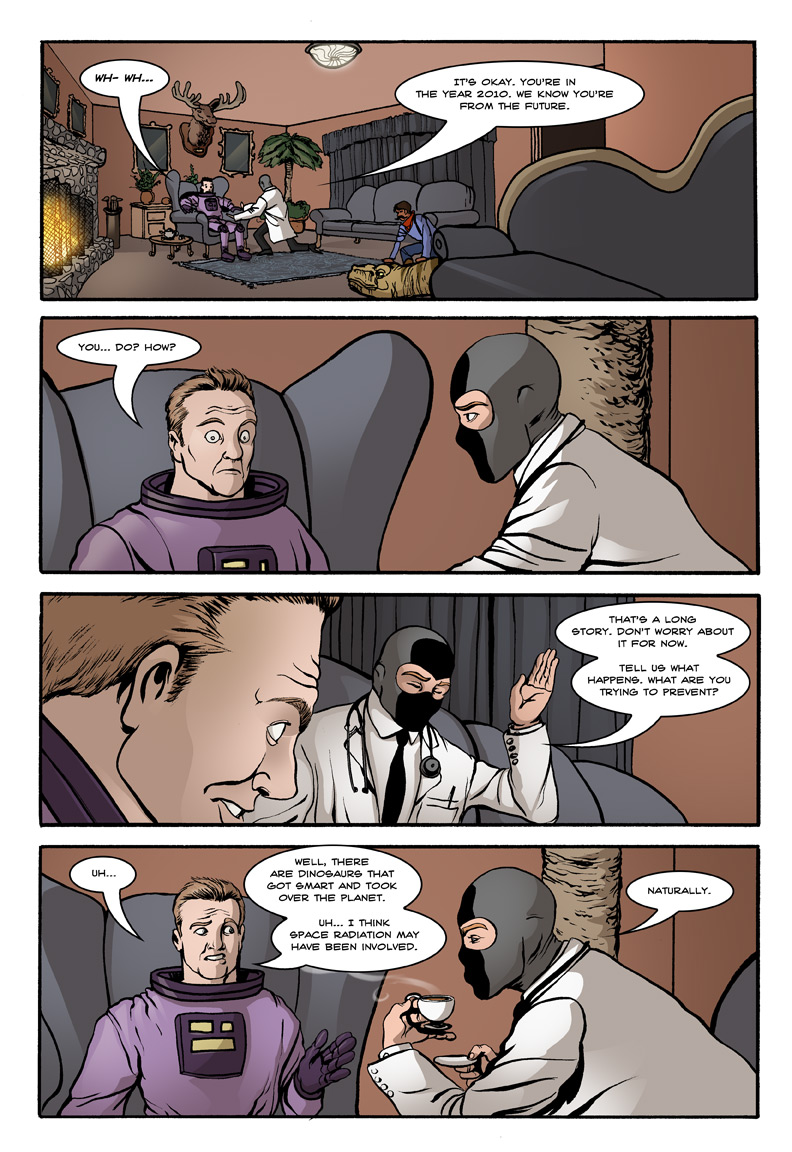 WH- WH...
IT'S OKAY. YOU'RE IN
THE YEAR 2010. WE KNOW YOU'RE
FROM THE FUTURE.
YOU... DO? HOW?
THAT'S A LONG
STORY. DON'T WORRY ABOUT
IT FOR NOW.
TELL US WHAT
HAPPENS. WHAT ARE YOU
TRYING TO PREVENT?
UH...
WELL, THERE
ARE DINOSAURS THAT
GOT SMART AND TOOK
OVER THE PLANET.
UH... I THINK
SPACE RADIATION MAY
HAVE BEEN INVOLVED.
NATURALLY.